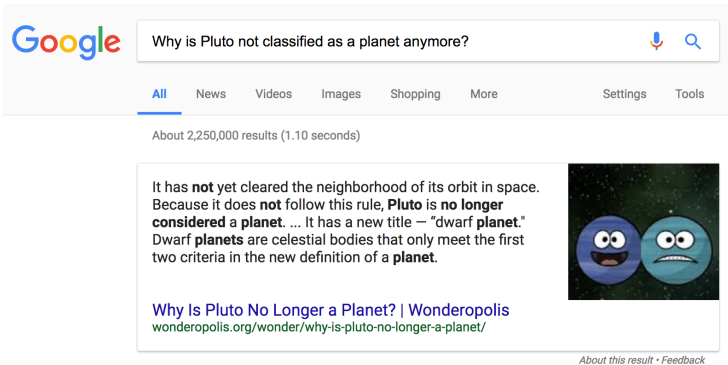 Google
Why is Pluto not classified as a planet anymore?
All News Videos Images Shopping More Settings Tools
About 2,250,000 results (1.10 seconds)
It has not yet cleared the neighborhood of its orbit in space.
Because it does not follow this rule, Pluto is no longer
considered a planet. ... It has a new title — “dwarf planet."
Dwarf planets are celestial bodies that only meet the first
two criteria in the new definition of a planet.
Why Is Pluto No Longer a Planet? | Wonderopolis
wonderopolis.org/wonder/why-is-pluto-no-longer-a-planet/
About this result • Feedback